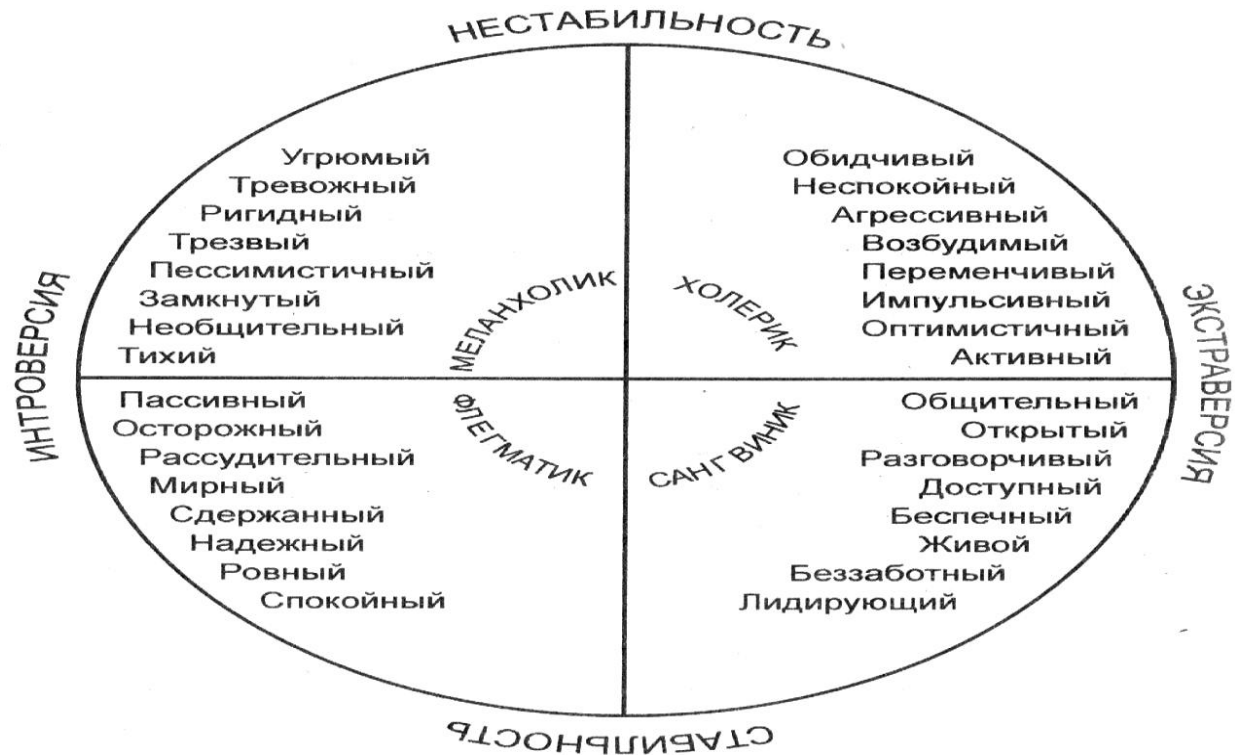 НЕСТАБИЛЬНОСТЬ
Угрюмый
Тревожный
Ригидный
Трезвый
Пессимистичный
Замкнутый
Необщительный
Тихий
МЕЛАНХОЛИК
Обидчивый
Неспокойный
Агрессивный
Возбудимый
Переменчивый
Импульсивный
Оптимистичный
Активный
ХОЛЕРИК
ИНТРОВЕРСИЯ
ЭКСТРАВЕРСИЯ
Пассивный
Осторожный
Рассудительный
Мирный
Сдержанный
Надежный
Ровный
Спокойный
ФЛЕГМАТИК
Общительный
Открытый
Разговорчивый
Доступный
Беспечный
Живой
Беззаботный
Лидирующий
САНГВИНИК
СТАБИЛЬНОСТЬ